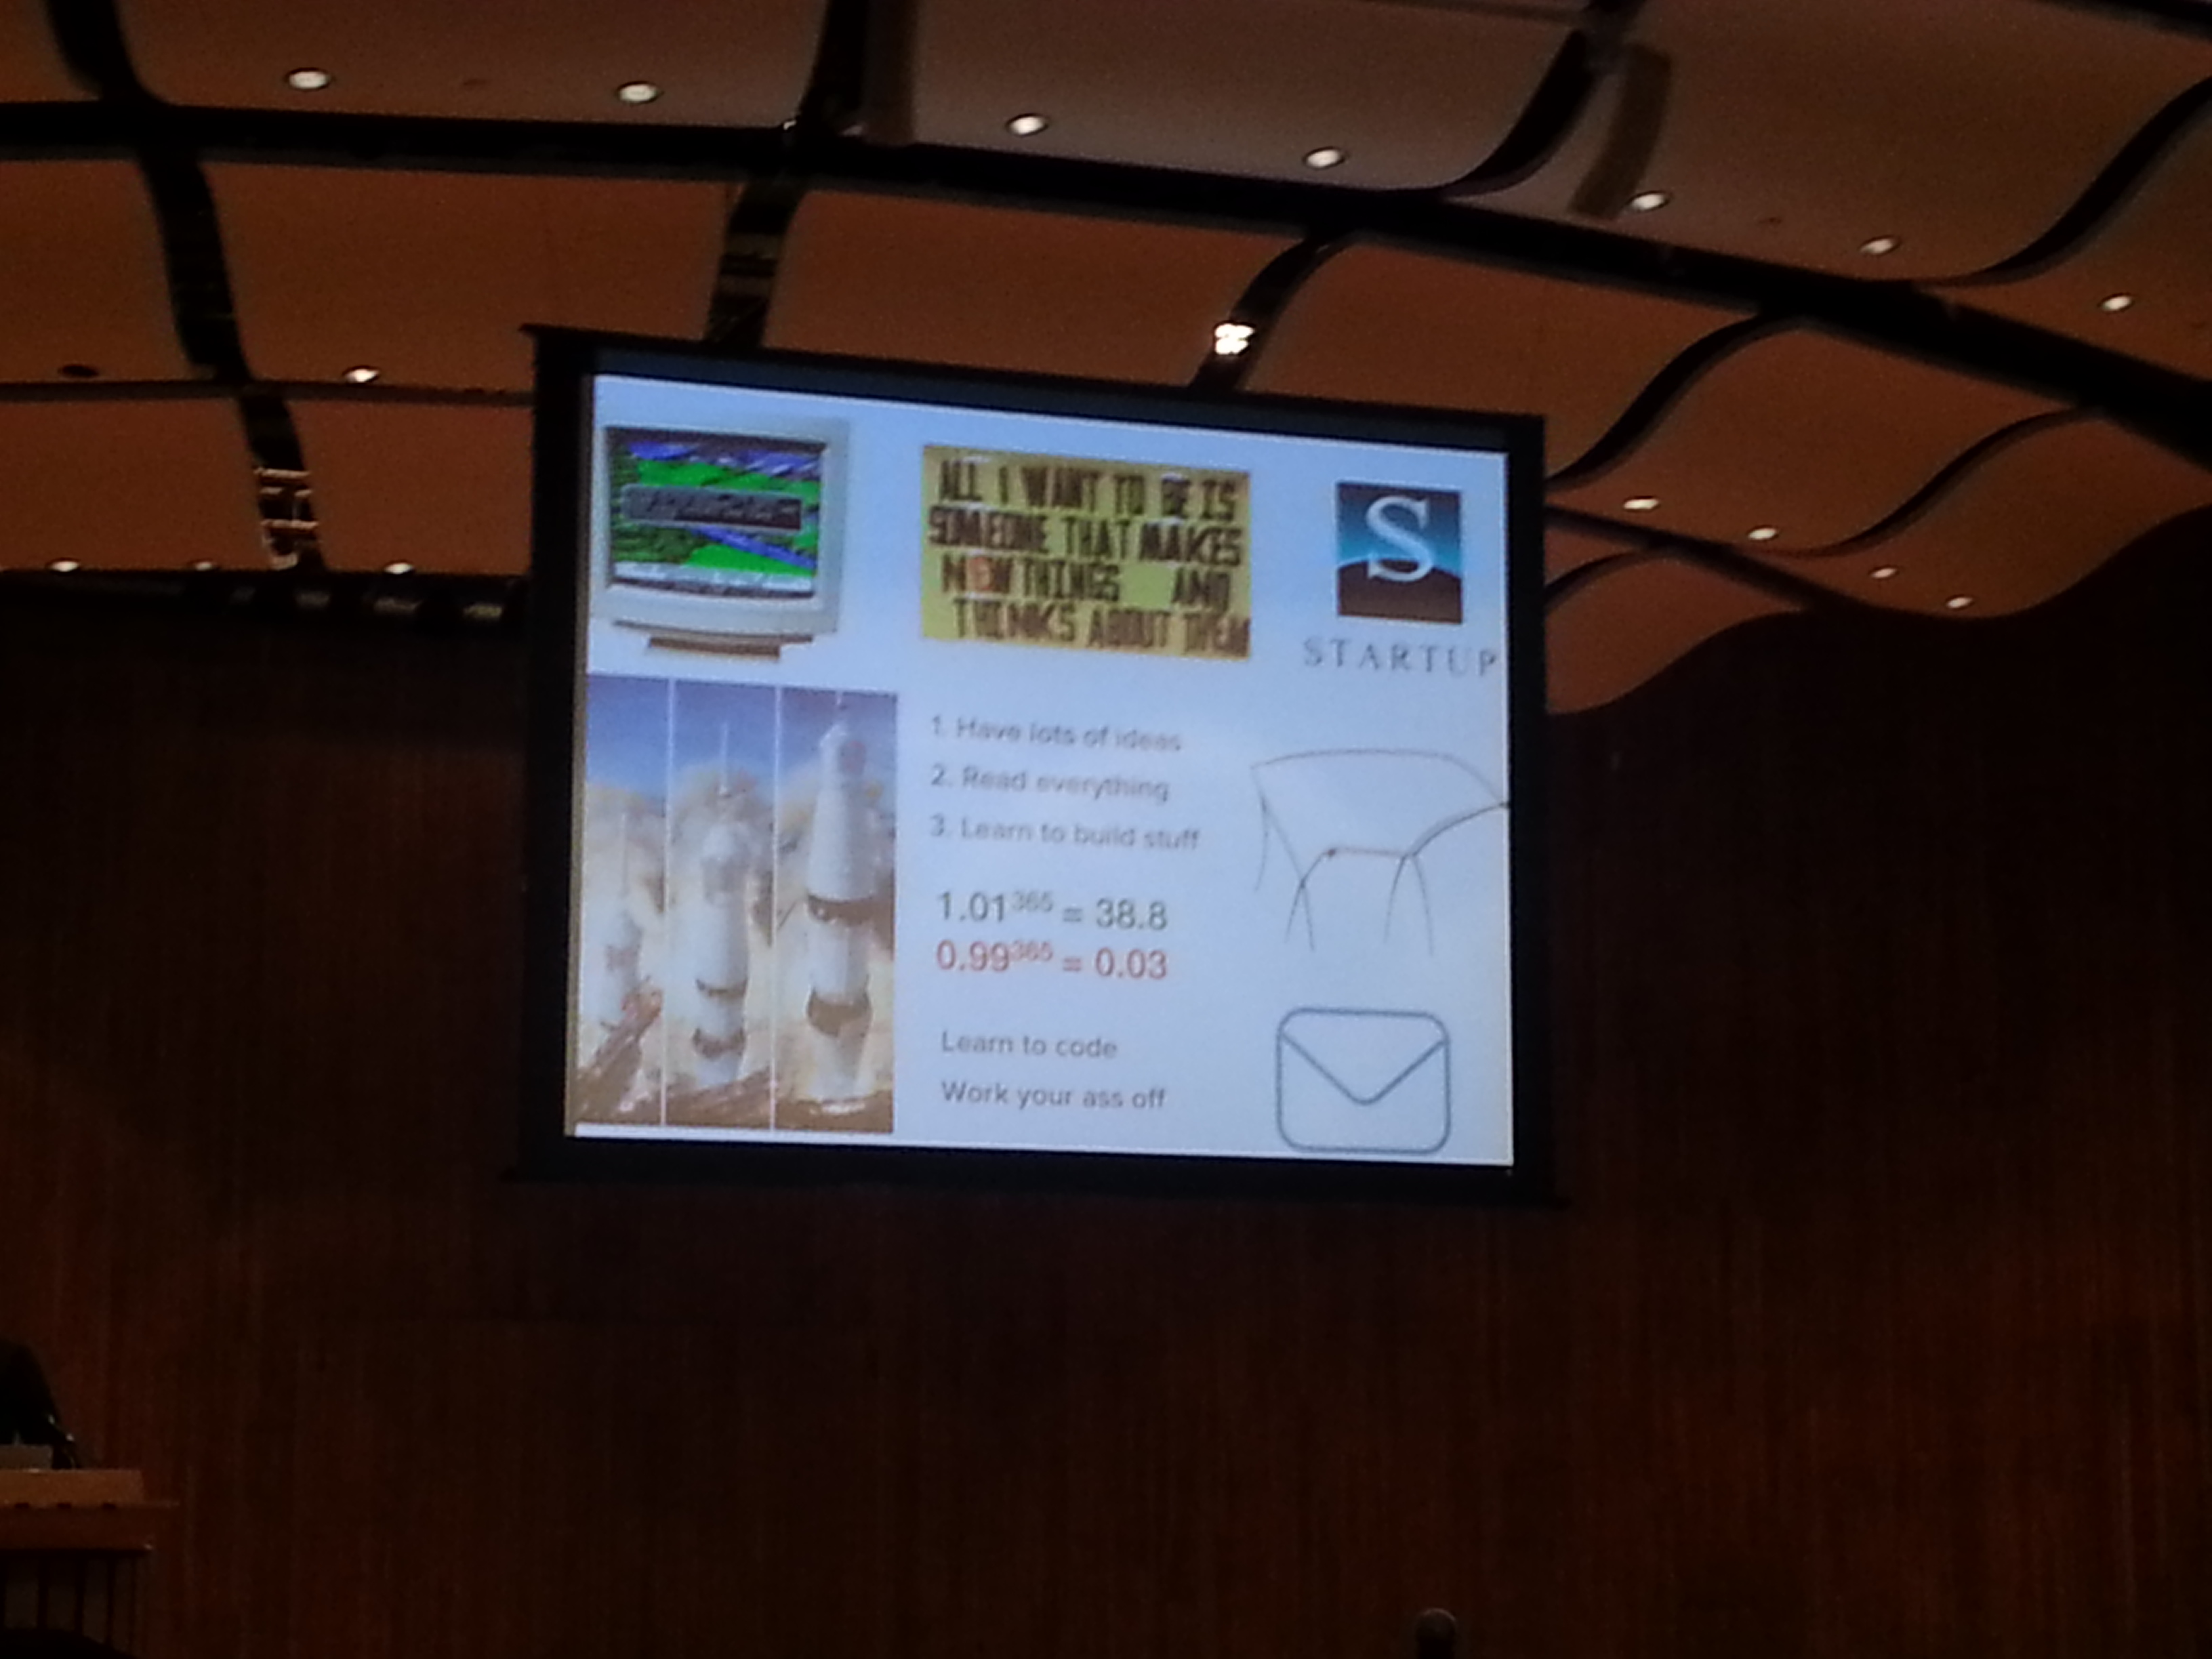 ALL I WANT TO BE IS
SOMEONE THAT MAKES
NEW THINGS AND
THINKS ABOUT THEM
S
STARTUP
1. Have lots of ideas
2. Read everything
3. Learn to build stuff
1.01³⁶⁵ = 38.8
0.99³⁶⁵ = 0.03
Learn to code
Work your ass off